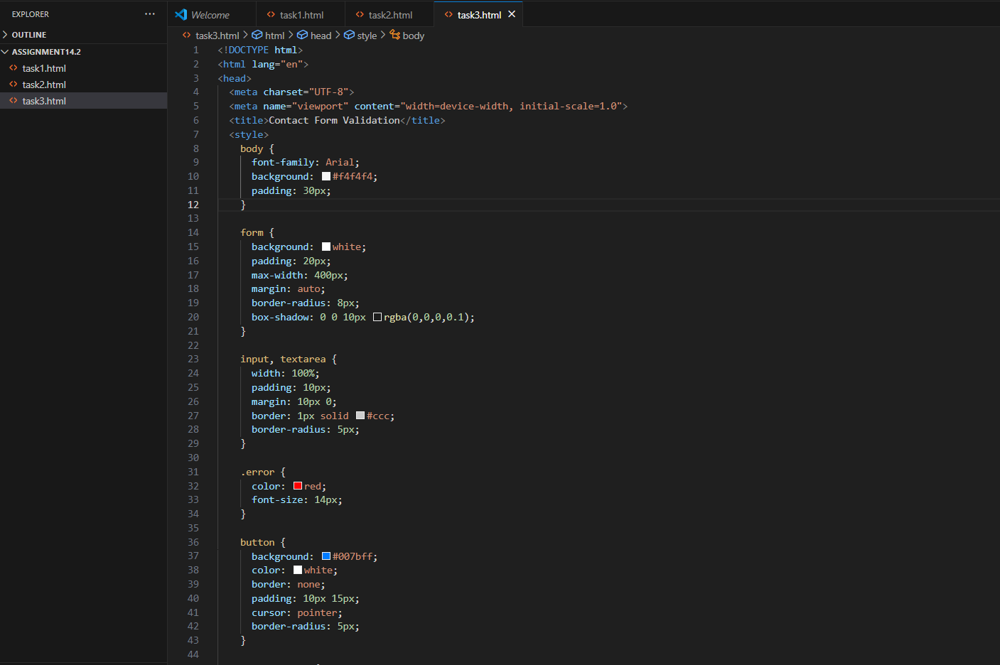 EXPLORER ···
OUTLINE
ASSIGNMENT14.2
task1.html
task2.html
task3.html
Welcome task1.html task2.html task3.html
task3.html html head style body
1 <!DOCTYPE html>
2 <html lang="en">
3 <head>
4 <meta charset="UTF-8">
5 <meta name="viewport" content="width=device-width, initial-scale=1.0">
6 <title>Contact Form Validation</title>
7 <style>
8 body {
9 font-family: Arial;
10 background: #f4f4f4;
11 padding: 30px;
12 }
13
14 form {
15 background: white;
16 padding: 20px;
17 max-width: 400px;
18 margin: auto;
19 border-radius: 8px;
20 box-shadow: 0 0 10px rgba(0,0,0,0.1);
21 }
22
23 input, textarea {
24 width: 100%;
25 padding: 10px;
26 margin: 10px 0;
27 border: 1px solid #ccc;
28 border-radius: 5px;
29 }
30
31 .error {
32 color: red;
33 font-size: 14px;
34 }
35
36 button {
37 background: #007bff;
38 color: white;
39 border: none;
40 padding: 10px 15px;
41 cursor: pointer;
42 border-radius: 5px;
43 }
44